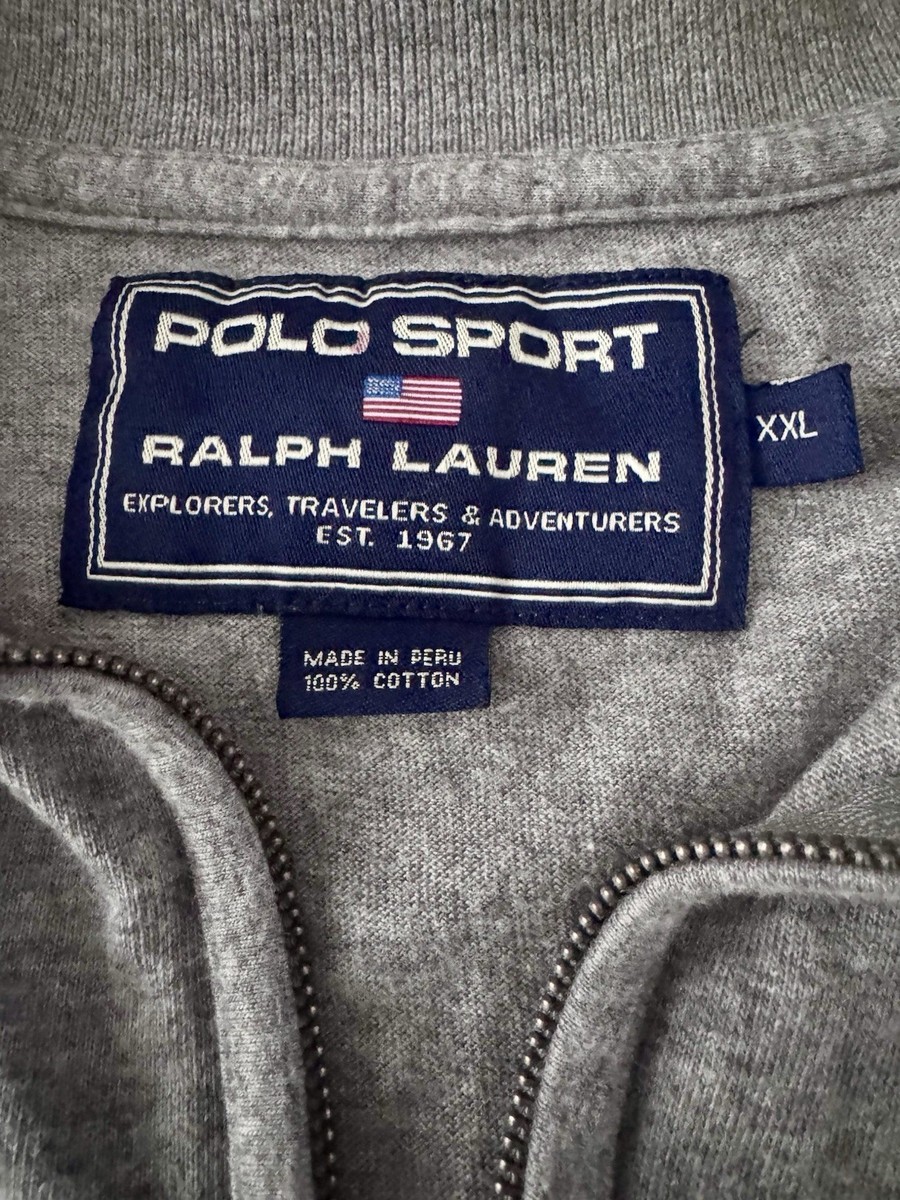 POLO SPORT
RALPH LAUREN
EXPLORERS, TRAVELERS & ADVENTURERS
EST. 1967
XXL
MADE IN PERU
100% COTTON